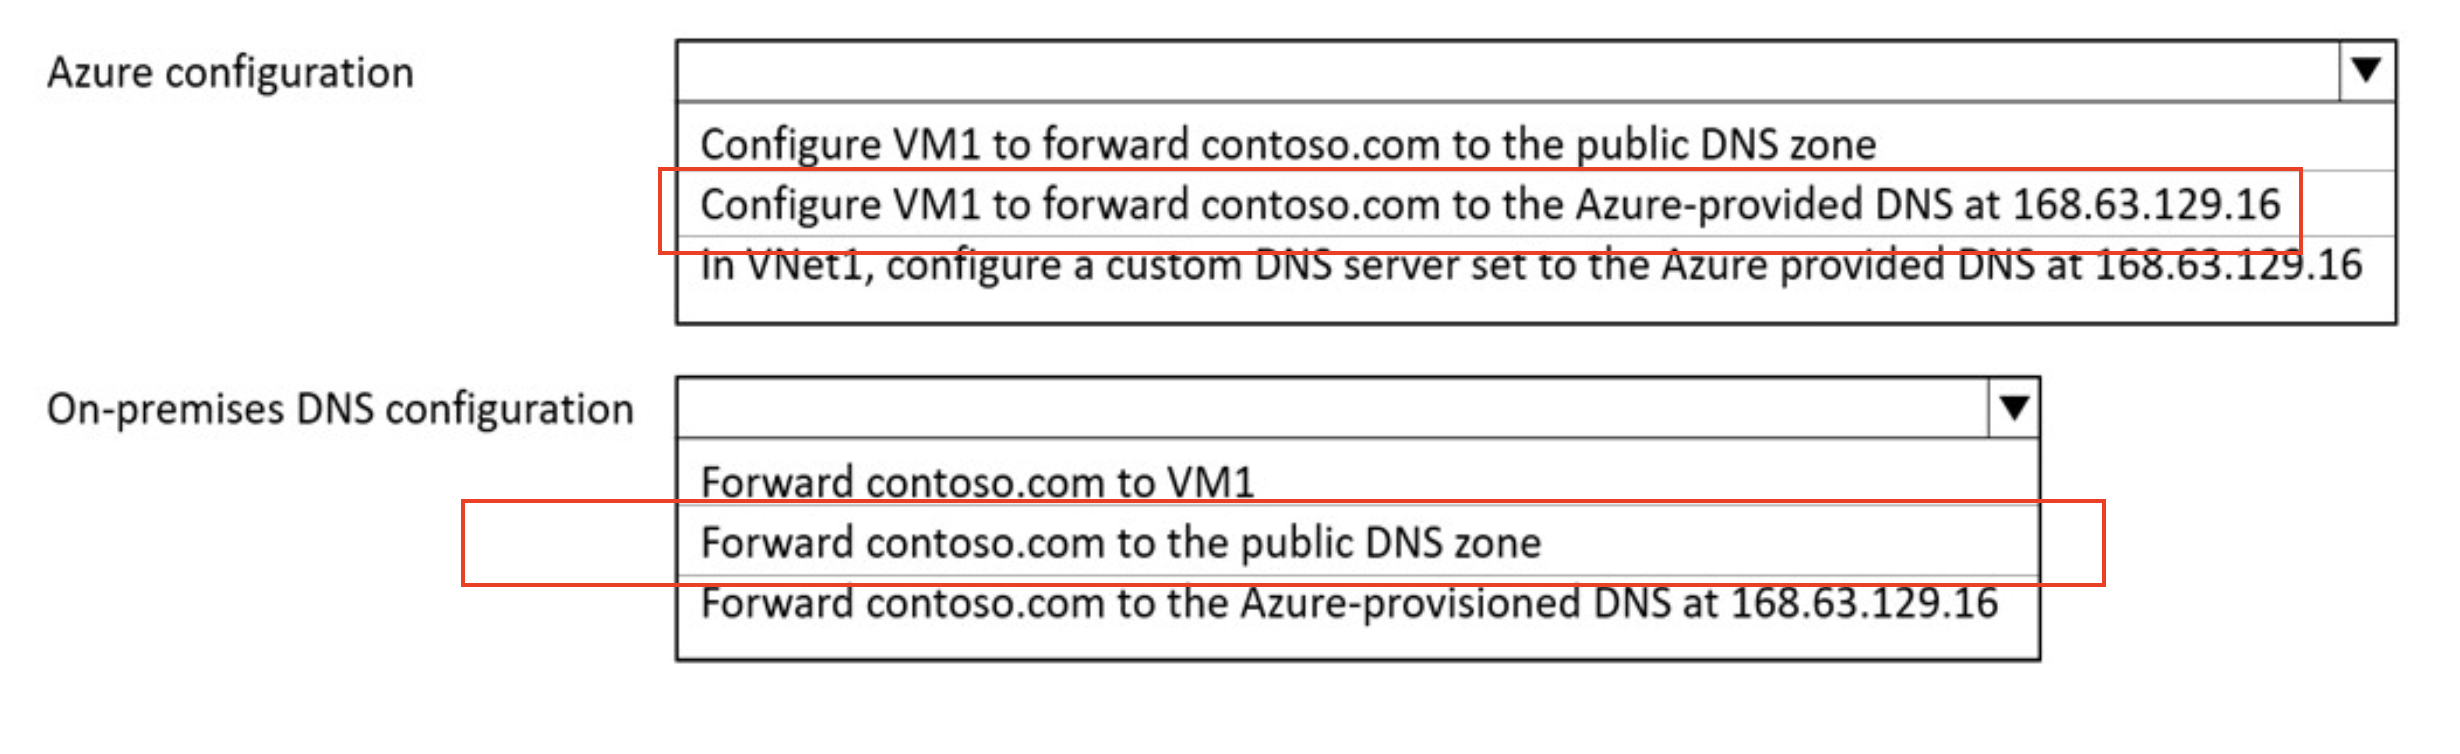 Azure configuration
Configure VM1 to forward contoso.com to the public DNS zone
Configure VM1 to forward contoso.com to the Azure-provided DNS at 168.63.129.16
In VNet1, configure a custom DNS server set to the Azure provided DNS at 168.63.129.16
On-premises DNS configuration
Forward contoso.com to VM1
Forward contoso.com to the public DNS zone
Forward contoso.com to the Azure-provisioned DNS at 168.63.129.16